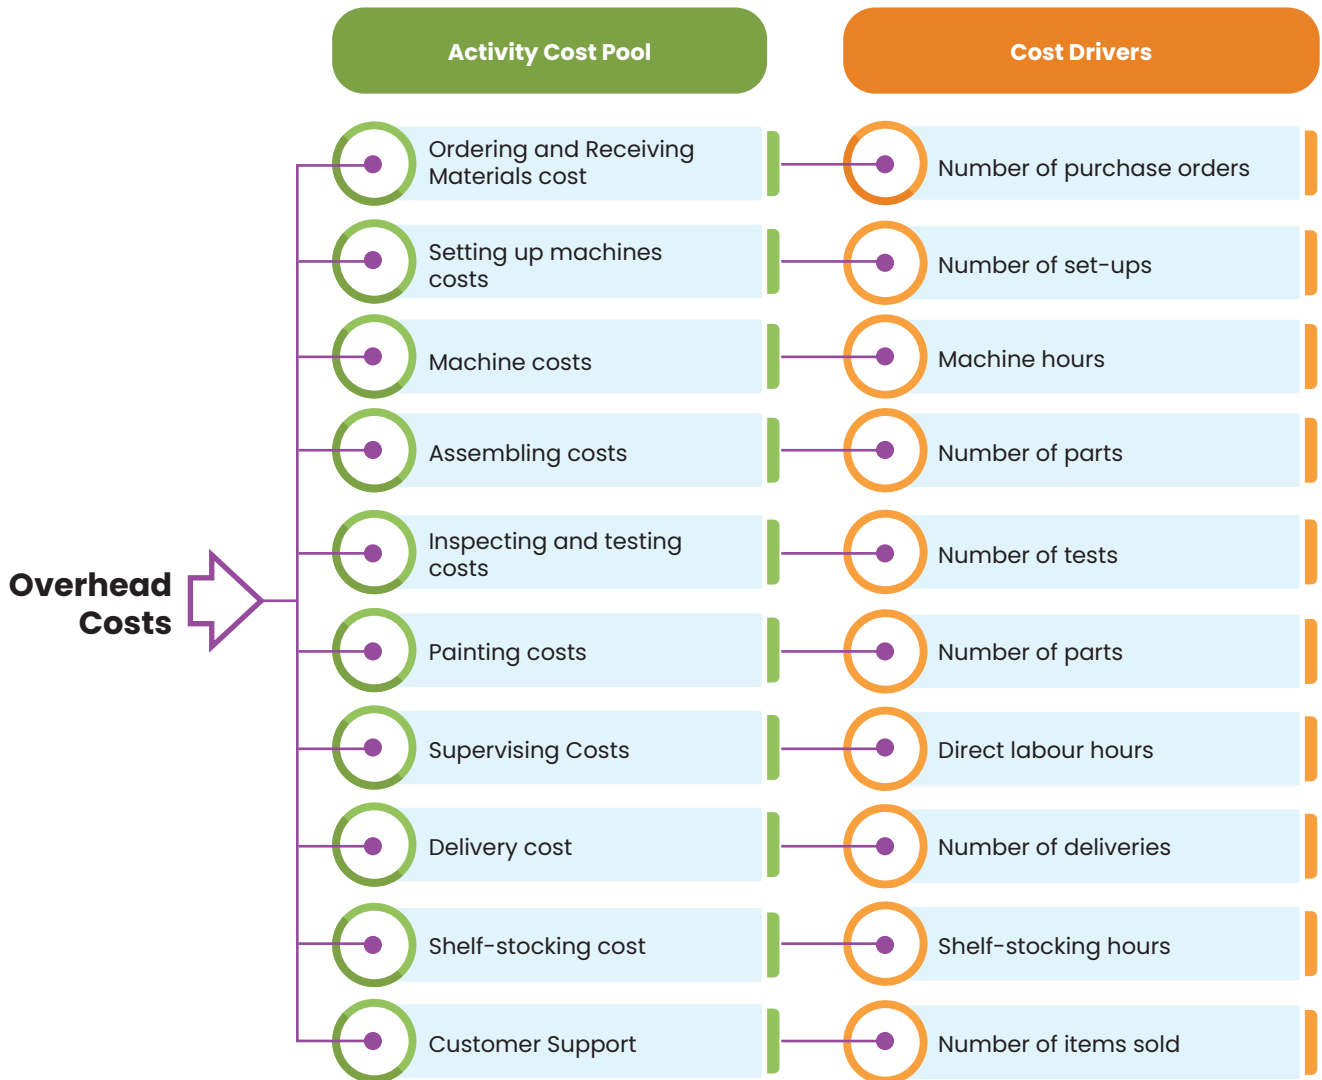 Activity Cost Pool
Cost Drivers
Ordering and Receiving
Materials cost
Number of purchase orders
Setting up machines
costs
Number of set-ups
Machine costs
Machine hours
Assembling costs
Number of parts
Inspecting and testing
costs
Number of tests
Overhead
Costs
Painting costs
Number of parts
Supervising Costs
Direct labour hours
Delivery cost
Number of deliveries
Shelf-stocking cost
Shelf-stocking hours
Customer Support
Number of items sold